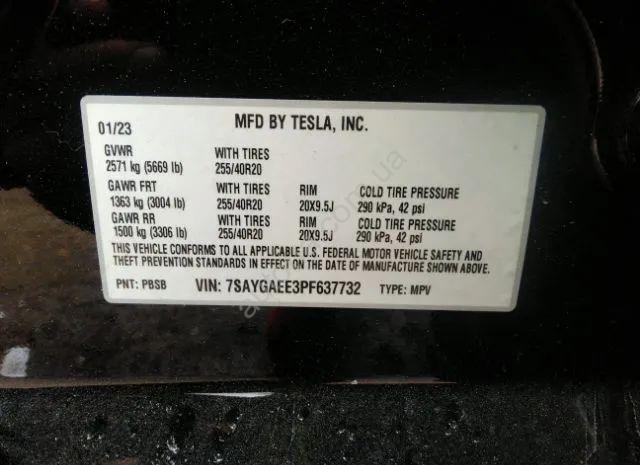 MFD BY TESLA, INC.
01/23
GVWR WITH TIRES
2571 kg (5669 lb) 255/40R20
GAWR FRT WITH TIRES RIM COLD TIRE PRESSURE
1363 kg (3004 lb) 255/40R20 20X9.5J 290 kPa, 42 psi
GAWR RR WITH TIRES RIM COLD TIRE PRESSURE
1500 kg (3306 lb) 255/40R20 20X9.5J 290 kPa, 42 psi
THIS VEHICLE CONFORMS TO ALL APPLICABLE U.S. FEDERAL MOTOR VEHICLE SAFETY AND
THEFT PREVENTION STANDARDS IN EFFECT ON THE DATE OF MANUFACTURE SHOWN ABOVE.
PNT: PBSB VIN: 7SAYGAEE3PF637732 TYPE: MPV